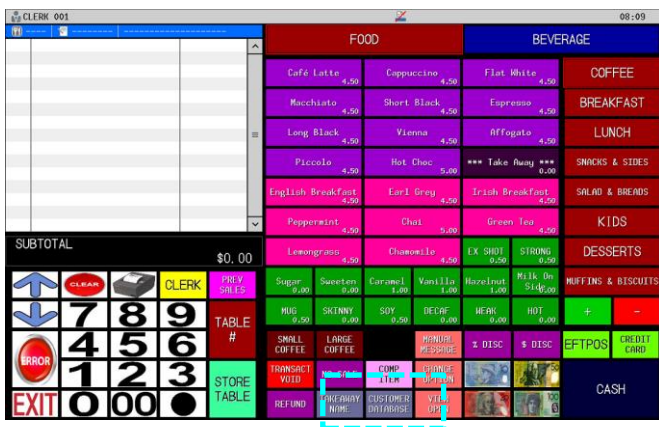 CLERK 001 08:09
FOOD BEVERAGE
Café Latte 4.50 Cappuccino 4.50 Flat White 4.50 COFFEE
Macchiato 4.50 Short Black 4.50 Espresso 4.50 BREAKFAST
Long Black 4.50 Vienna 4.50 Affogato 4.50 LUNCH
Piccolo 4.50 Hot Choc 5.00 *** Take Away *** 0.00 SNACKS & SIDES
English Breakfast 4.50 Earl Grey 4.50 Irish Breakfast 4.50 SALAD & BREADS
Peppermint 4.50 Chai 5.00 Green Tea 4.50 KIDS
SUBTOTAL $0.00
Lemongrass 4.50 Chamomile 4.50 EX SHOT 0.50 STRONG 0.50 DESSERTS
CLEAR CLERK PREV SALES
Sugar 0.00 Sweeten 0.00 Caramel 1.00 Vanilla 1.00 Hazelnut 1.00 Milk On Side 0.00 MUFFINS & BISCUITS
7 8 9 TABLE #
MUG 0.50 SKINNY 0.00 SOY 0.50 DECAF 0.00 WEAK 0.00 HOT 0.00 + -
ERROR 4 5 6
SMALL COFFEE LARGE COFFEE MANUAL MESSAGE % DISC $ DISC EFTPOS CREDIT CARD
1 2 3 STORE TABLE
TRANSACT VOID NO SALE COMP ITEM CHANGE OPTION CASH
EXIT 0 00
REFUND TAKEAWAY NAME CUSTOMER DATABASE VIEW 100